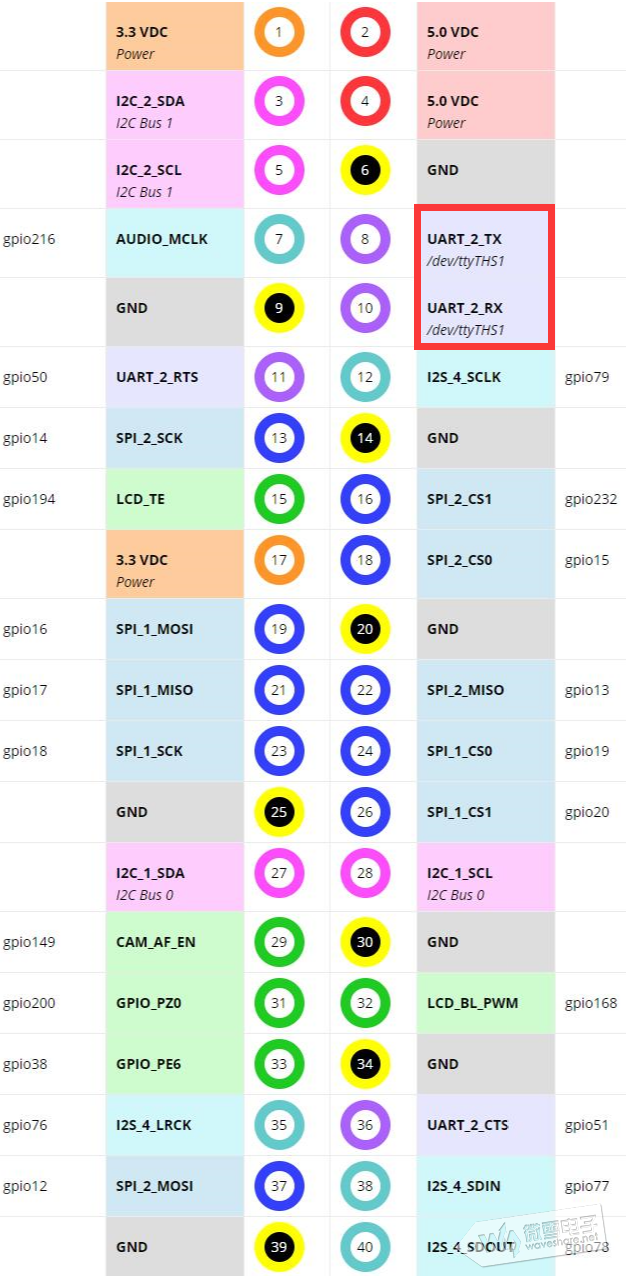 3.3 VDC 1 2 5.0 VDC
Power Power
I2C_2_SDA 3 4 5.0 VDC
I2C Bus 1 Power
I2C_2_SCL 5 6 GND
I2C Bus 1
gpio216 AUDIO_MCLK 7 8 UART_2_TX
/dev/ttyTHS1
GND 9 10 UART_2_RX
/dev/ttyTHS1
gpio50 UART_2_RTS 11 12 I2S_4_SCLK gpio79
gpio14 SPI_2_SCK 13 14 GND
gpio194 LCD_TE 15 16 SPI_2_CS1 gpio232
3.3 VDC 17 18 SPI_2_CS0 gpio15
Power
gpio16 SPI_1_MOSI 19 20 GND
gpio17 SPI_1_MISO 21 22 SPI_2_MISO gpio13
gpio18 SPI_1_SCK 23 24 SPI_1_CS0 gpio19
GND 25 26 SPI_1_CS1 gpio20
I2C_1_SDA 27 28 I2C_1_SCL
I2C Bus 0 I2C Bus 0
gpio149 CAM_AF_EN 29 30 GND
gpio200 GPIO_PZ0 31 32 LCD_BL_PWM gpio168
gpio38 GPIO_PE6 33 34 GND
gpio76 I2S_4_LRCK 35 36 UART_2_CTS gpio51
gpio12 SPI_2_MOSI 37 38 I2S_4_SDIN gpio77
GND 39 40 I2S_4_SDOUT gpio78
微雪电子
waveshare.net